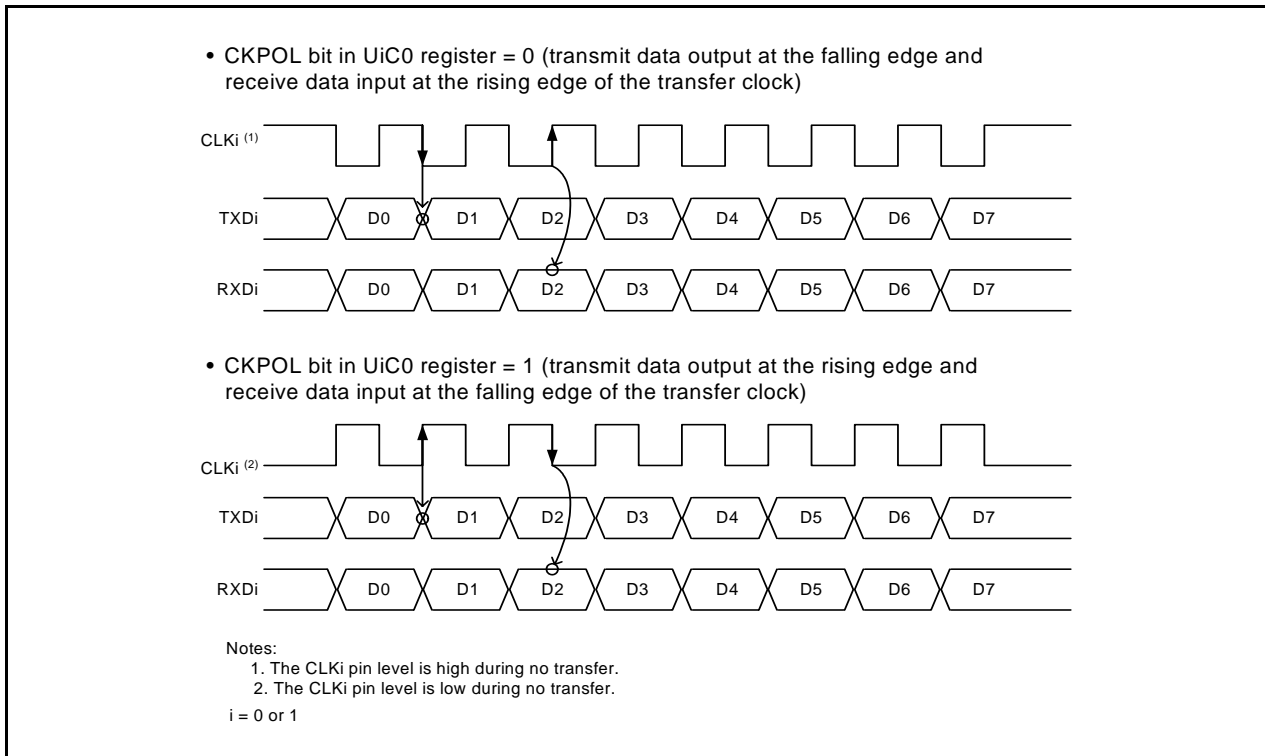 • CKPOL bit in UiC0 register = 0 (transmit data output at the falling edge and
receive data input at the rising edge of the transfer clock)
CLKi (1)
TXDi D0 D1 D2 D3 D4 D5 D6 D7
RXDi D0 D1 D2 D3 D4 D5 D6 D7
• CKPOL bit in UiC0 register = 1 (transmit data output at the rising edge and
receive data input at the falling edge of the transfer clock)
CLKi (2)
TXDi D0 D1 D2 D3 D4 D5 D6 D7
RXDi D0 D1 D2 D3 D4 D5 D6 D7
Notes:
1. The CLKi pin level is high during no transfer.
2. The CLKi pin level is low during no transfer.
i = 0 or 1